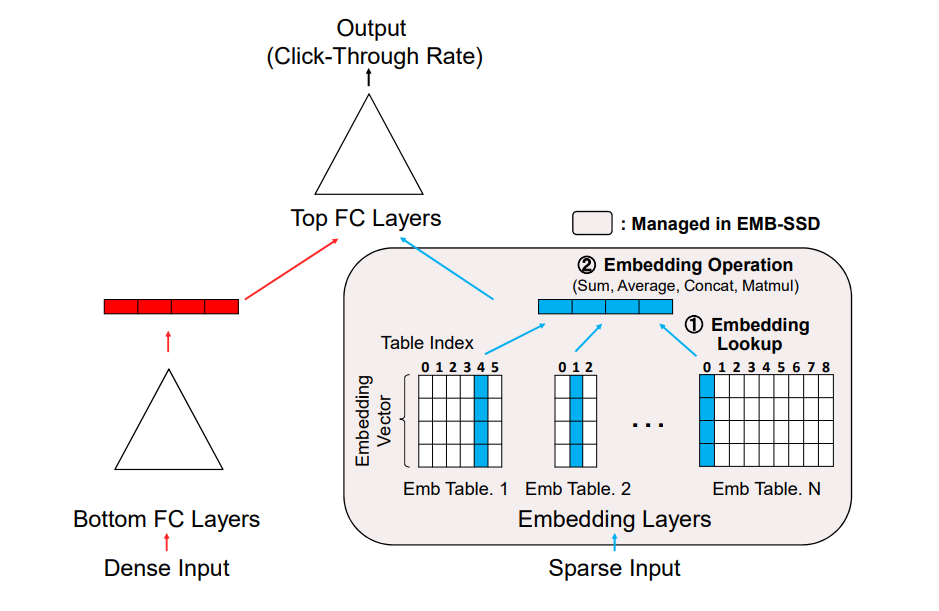 Output
(Click-Through Rate)
Top FC Layers
: Managed in EMB-SSD
② Embedding Operation
(Sum, Average, Concat, Matmul)
① Embedding
Lookup
Table Index
0 1 2 3 4 5
0 1 2
0 1 2 3 4 5 6 7 8
Embedding
Vector
...
Emb Table. 1
Emb Table. 2
Emb Table. N
Bottom FC Layers
Embedding Layers
Dense Input
Sparse Input